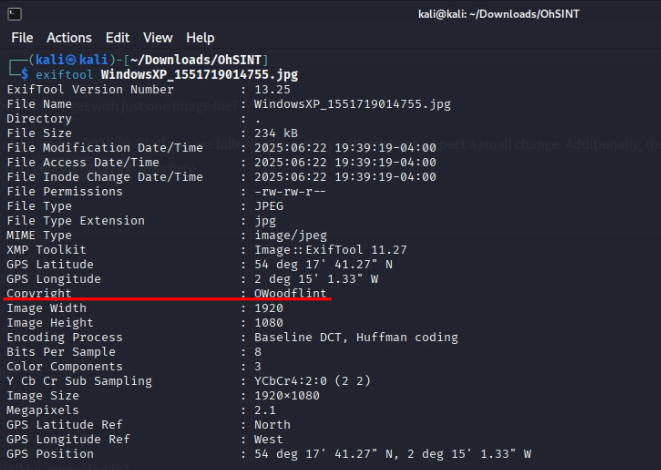 kali@kali: ~/Downloads/OhSINT
File Actions Edit View Help
(kali㉿kali)-[~/Downloads/OhSINT]
$ exiftool WindowsXP_1551719014755.jpg
ExifTool Version Number : 13.25
File Name : WindowsXP_1551719014755.jpg
Directory : .
File Size : 234 kB
File Modification Date/Time : 2025:06:22 19:39:19-04:00
File Access Date/Time : 2025:06:22 19:39:19-04:00
File Inode Change Date/Time : 2025:06:22 19:39:19-04:00
File Permissions : -rw-rw-r--
File Type : JPEG
File Type Extension : jpg
MIME Type : image/jpeg
XMP Toolkit : Image::ExifTool 11.27
GPS Latitude : 54 deg 17' 41.27" N
GPS Longitude : 2 deg 15' 1.33" W
Copyright : OWoodflint
Image Width : 1920
Image Height : 1080
Encoding Process : Baseline DCT, Huffman coding
Bits Per Sample : 8
Color Components : 3
Y Cb Cr Sub Sampling : YCbCr4:2:0 (2 2)
Image Size : 1920×1080
Megapixels : 2.1
GPS Latitude Ref : North
GPS Longitude Ref : West
GPS Position : 54 deg 17' 41.27" N, 2 deg 15' 1.33" W